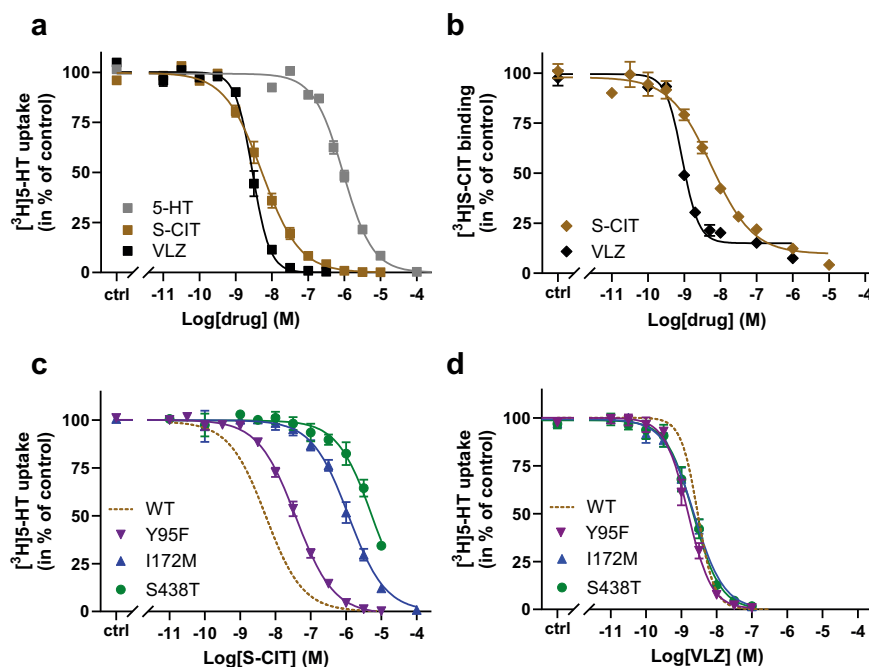 a
[³H]5-HT uptake
(in % of control)
100
75
50
25
0
5-HT
S-CIT
VLZ
ctrl -11 -10 -9 -8 -7 -6 -5 -4
Log[drug] (M)
b
[³H]S-CIT binding
(in % of control)
100
75
50
25
0
S-CIT
VLZ
ctrl -11 -10 -9 -8 -7 -6 -5 -4
Log[drug] (M)
c
[³H]5-HT uptake
(in % of control)
100
75
50
25
0
WT
Y95F
I172M
S438T
ctrl -11 -10 -9 -8 -7 -6 -5 -4
Log[S-CIT] (M)
d
[³H]5-HT uptake
(in % of control)
100
75
50
25
0
WT
Y95F
I172M
S438T
ctrl -11 -10 -9 -8 -7 -6 -5 -4
Log[VLZ] (M)